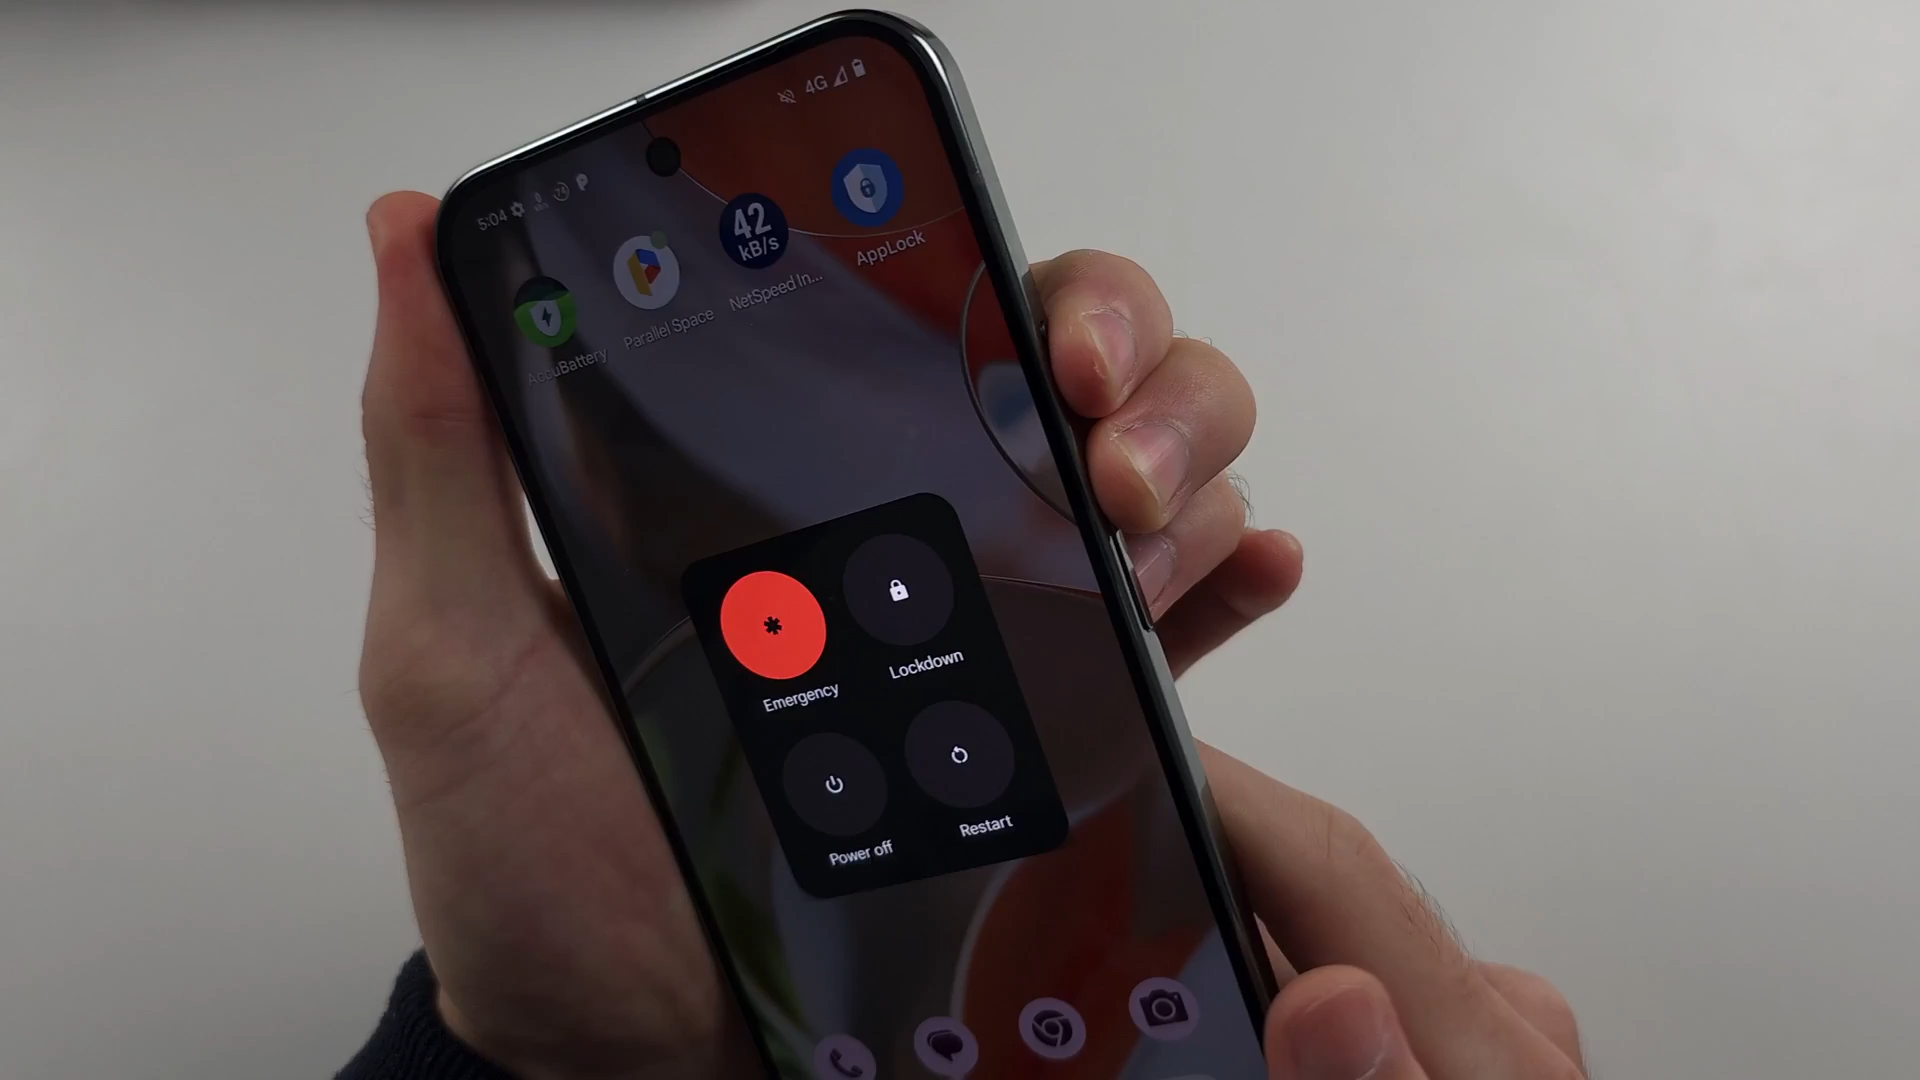 5:04
4G
42
kB/s
AppLock
NetSpeed In...
Parallel Space
AccuBattery
Emergency
Lockdown
Power off
Restart